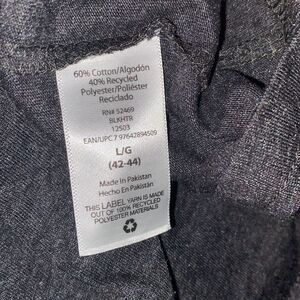 60% Cotton/Algodón
40% Recycled
Polyester/Poliéster
Reciclado
RN# 52469
BLKHTR
12503
EAN/UPC 7 97642894509
L/G
(42-44)
Made in Pakistan
Hecho En Pakistán
THIS LABEL YARN IS MADE
OUT OF 100% RECYCLED
POLYESTER MATERIALS